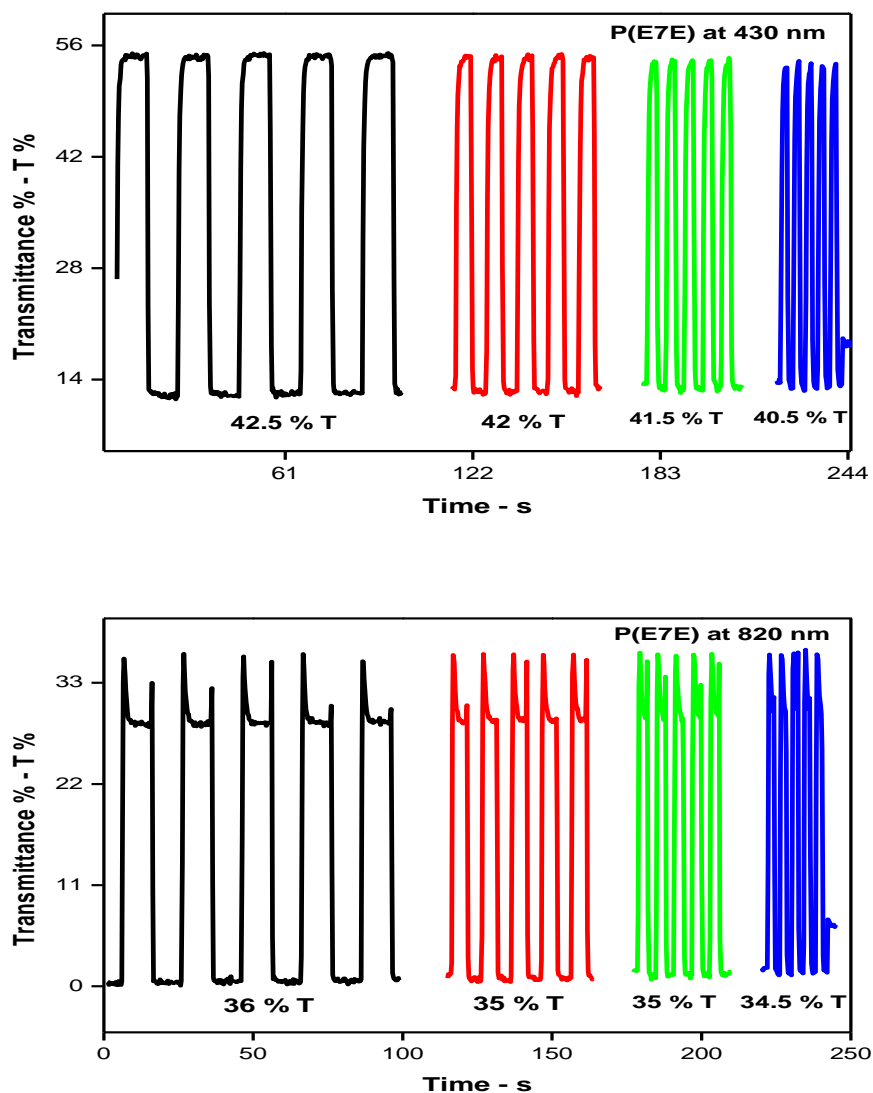 P(E7E) at 430 nm
56
42
28
14
Transmittance % - T %
42.5 % T
42 % T
41.5 % T
40.5 % T
61
122
183
244
Time - s
P(E7E) at 820 nm
33
22
11
0
Transmittance % - T %
36 % T
35 % T
35 % T
34.5 % T
0
50
100
150
200
250
Time - s